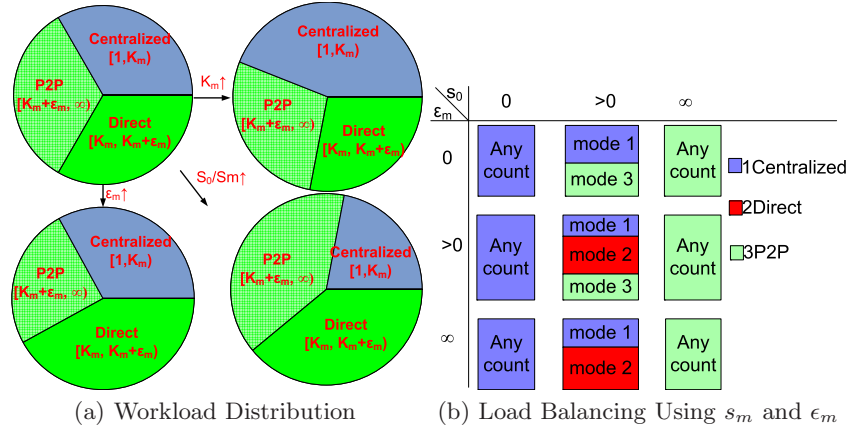 Centralized
[1,Kₘ)
P2P
[Kₘ+εₘ, ∞)
Direct
[Kₘ, Kₘ+εₘ)
Kₘ↑
Centralized
[1,Kₘ)
P2P
[Kₘ+εₘ, ∞)
Direct
[Kₘ, Kₘ+εₘ)
εₘ↑
S₀/Sm↑
Centralized
[1,Kₘ)
P2P
[Kₘ+εₘ, ∞)
Direct
[Kₘ, Kₘ+εₘ)
Centralized
[1,Kₘ)
P2P
[Kₘ+εₘ, ∞)
Direct
[Kₘ, Kₘ+εₘ)
(a) Workload Distribution
s₀
εₘ
0 >0 ∞
0
Any
count
mode 1
mode 3
Any
count
>0
Any
count
mode 1
mode 2
mode 3
Any
count
∞
Any
count
mode 1
mode 2
Any
count
1Centralized
2Direct
3P2P
(b) Load Balancing Using sₘ and ϵₘ